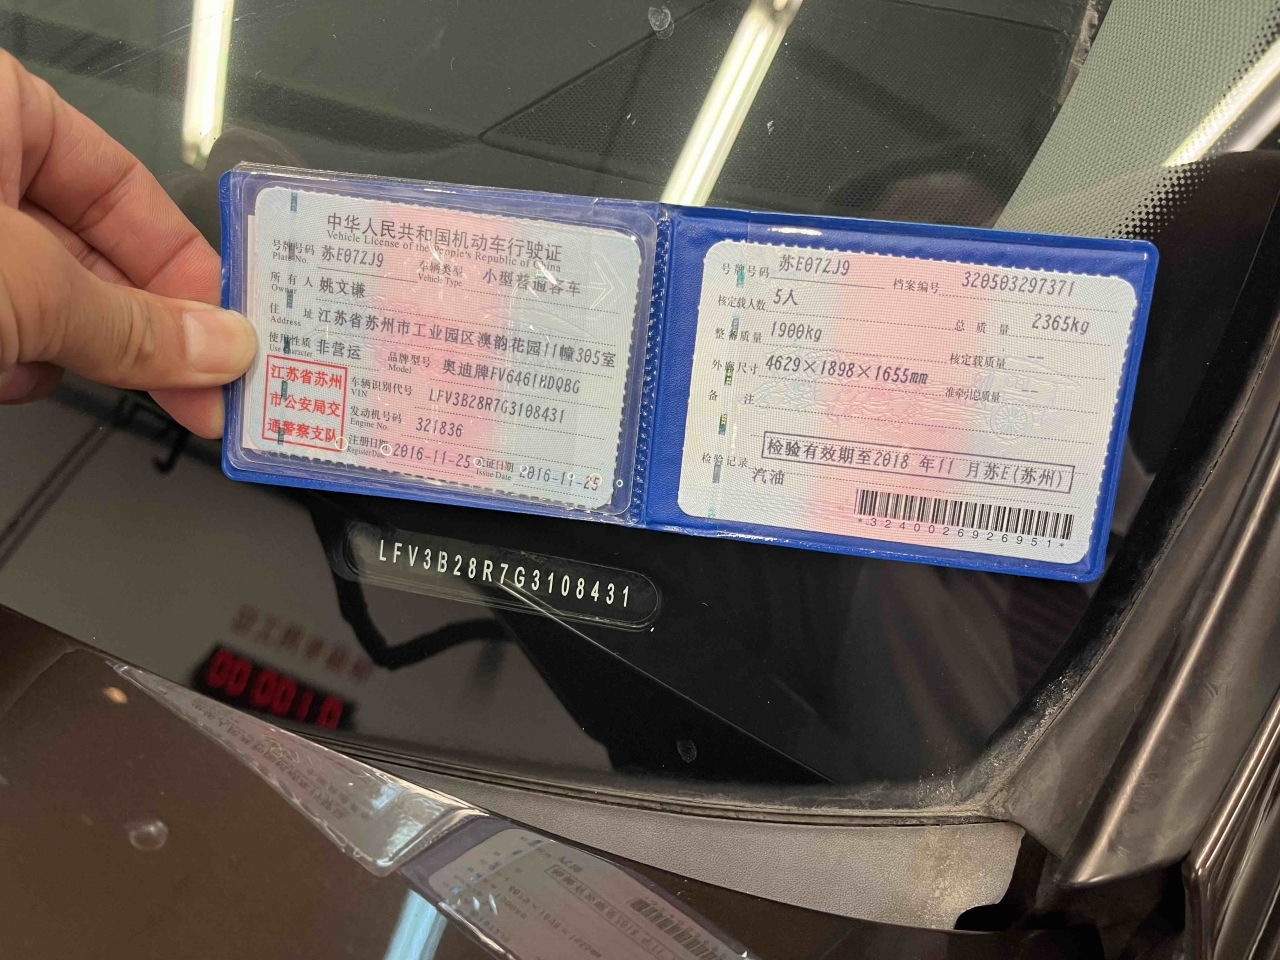 中华人民共和国机动车行驶证
Vehicle License of the People's Republic of China
号牌号码 苏E07ZJ9 车辆类型 小型普通客车
Plate No. Vehicle Type
所有人 姚文谦
Owner
住址 江苏省苏州市工业园区澳韵花园11幢305室
Address
使用性质 非营运 品牌型号 奥迪牌FV6461HDQBG
Use Character Model
江苏省苏州
市公安局交
通警察支队
车辆识别代号 LFV3B28R7G3108431
VIN
发动机号码 321836
Engine No.
注册日期 2016-11-25 发证日期 2016-11-25
Register Date Issue Date
号牌号码 苏E07ZJ9 档案编号 320503297371
核定载人数 5人 总质量 2365kg
整备质量 1900kg 核定载质量 --
外廓尺寸 4629×1898×1655mm 准牵引总质量 --
备注
检验有效期至2018 年11 月苏E(苏州)
检验记录
汽油
*3240026926951*
LFV3B28R7G3108431